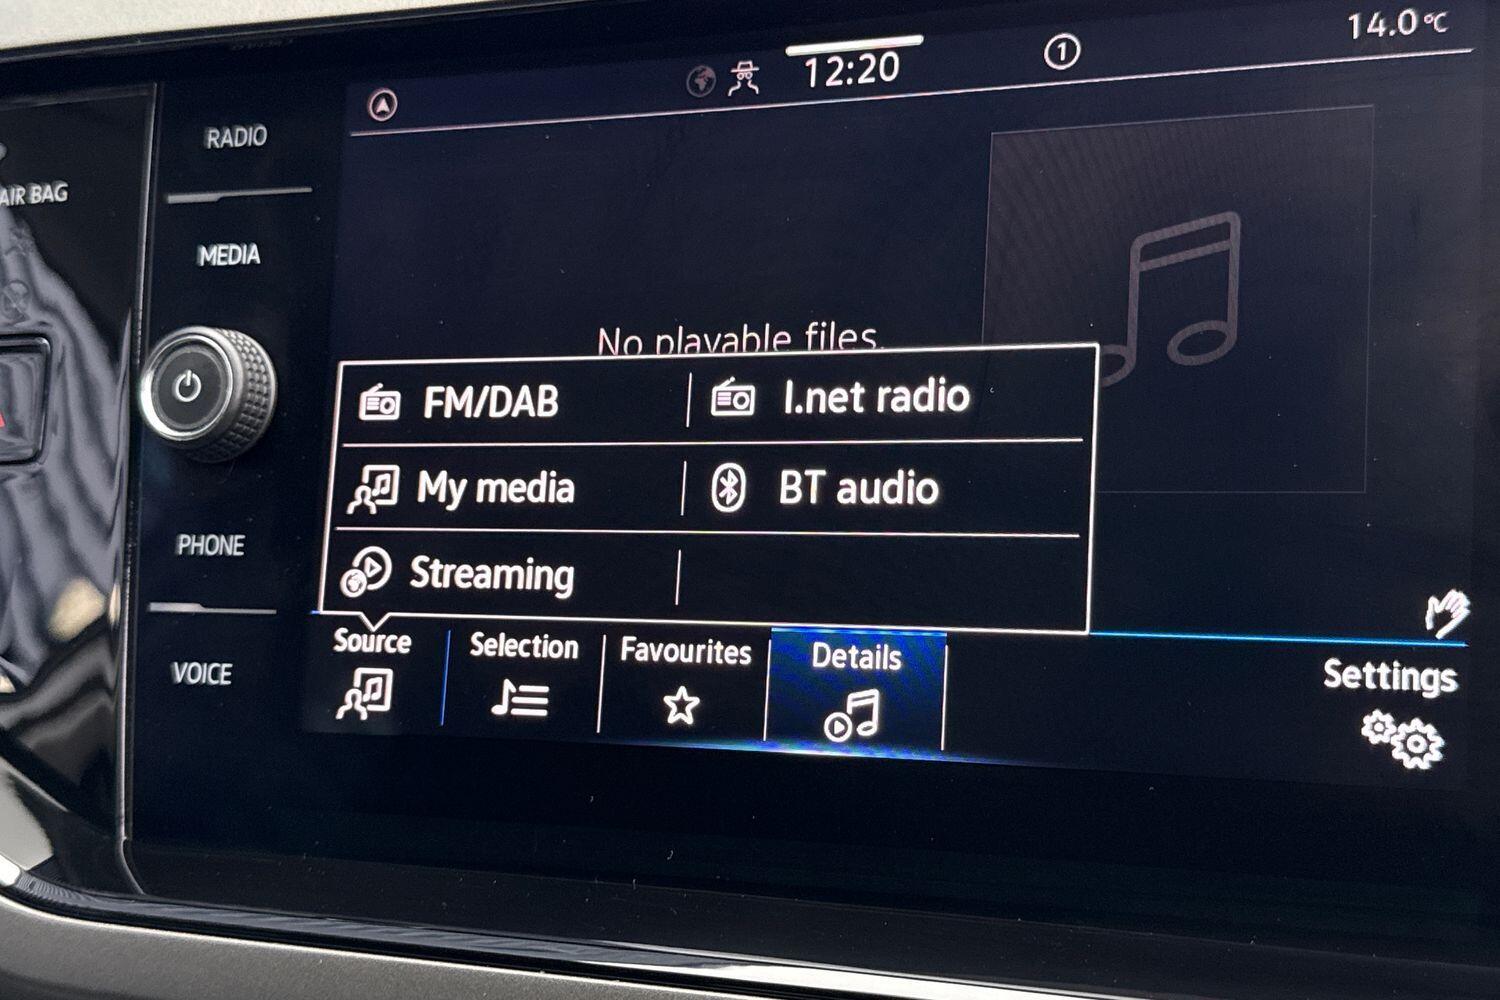 14.0°C
12:20
1
RADIO
AIR BAG
MEDIA
No playable files.
FM/DAB
I.net radio
My media
BT audio
PHONE
Streaming
Source
Selection
Favourites
Details
VOICE
Settings